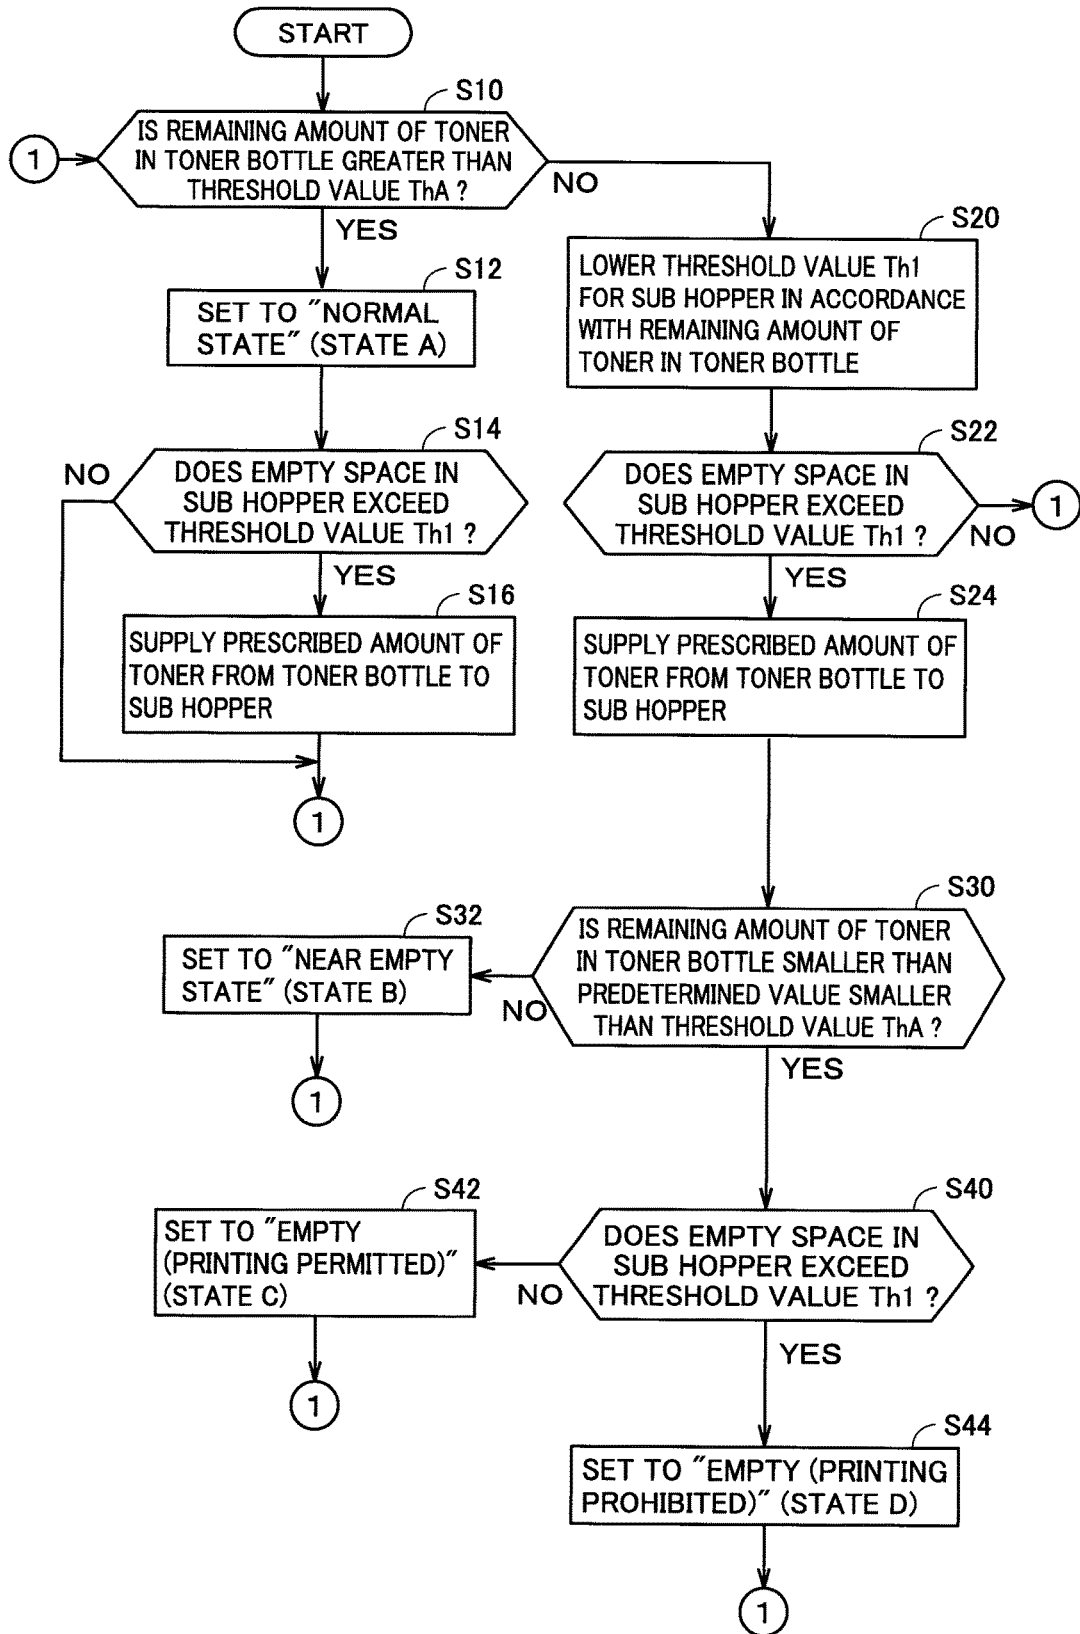 START
S10
IS REMAINING AMOUNT OF TONER
IN TONER BOTTLE GREATER THAN
THRESHOLD VALUE ThA ?
1
NO
YES
S20
LOWER THRESHOLD VALUE Th1
FOR SUB HOPPER IN ACCORDANCE
WITH REMAINING AMOUNT OF
TONER IN TONER BOTTLE
S12
SET TO "NORMAL
STATE" (STATE A)
S14
NO
DOES EMPTY SPACE IN
SUB HOPPER EXCEED
THRESHOLD VALUE Th1 ?
YES
S22
DOES EMPTY SPACE IN
SUB HOPPER EXCEED
THRESHOLD VALUE Th1 ?
1
NO
YES
S16
SUPPLY PRESCRIBED AMOUNT OF
TONER FROM TONER BOTTLE TO
SUB HOPPER
1
S24
SUPPLY PRESCRIBED AMOUNT OF
TONER FROM TONER BOTTLE TO
SUB HOPPER
S30
IS REMAINING AMOUNT OF TONER
IN TONER BOTTLE SMALLER THAN
PREDETERMINED VALUE SMALLER
THAN THRESHOLD VALUE ThA ?
NO
YES
S32
SET TO "NEAR EMPTY
STATE" (STATE B)
1
S40
DOES EMPTY SPACE IN
SUB HOPPER EXCEED
THRESHOLD VALUE Th1 ?
NO
YES
S42
SET TO "EMPTY
(PRINTING PERMITTED)"
(STATE C)
1
S44
SET TO "EMPTY (PRINTING
PROHIBITED)" (STATE D)
1